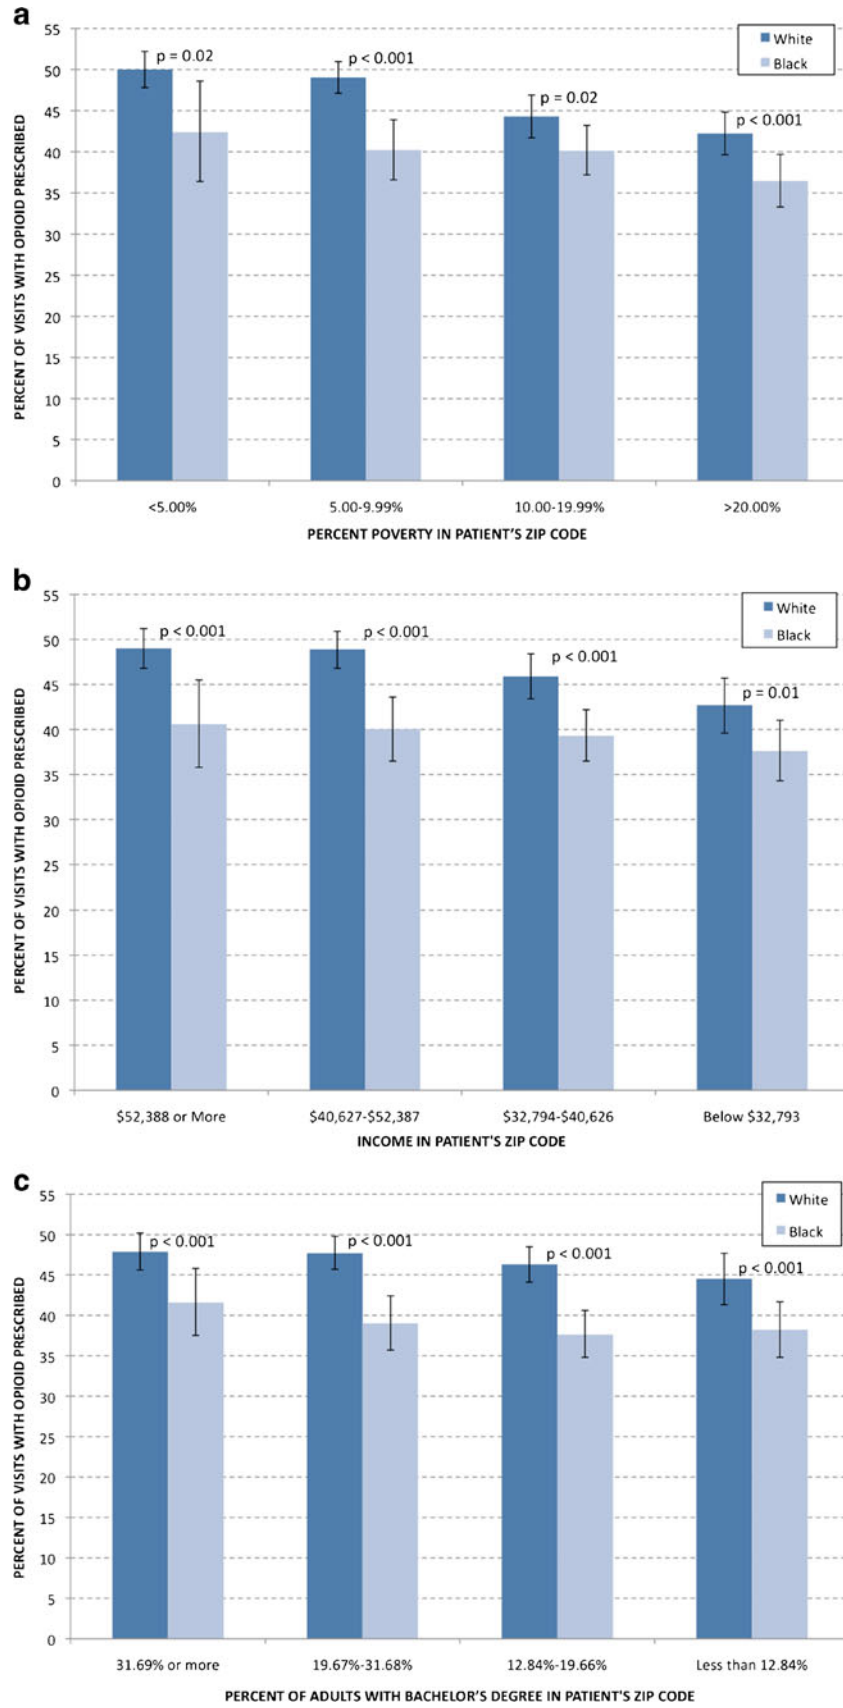 a
PERCENT OF VISITS WITH OPIOID PRESCRIBED
55
50
45
40
35
30
25
20
15
10
5
0
p = 0.02
p < 0.001
p = 0.02
p < 0.001
White
Black
<5.00%
5.00-9.99%
10.00-19.99%
>20.00%
PERCENT POVERTY IN PATIENT'S ZIP CODE
b
PERCENT OF VISITS WITH OPIOID PRESCRIBED
55
50
45
40
35
30
25
20
15
10
5
0
p < 0.001
p < 0.001
p < 0.001
p = 0.01
White
Black
$52,388 or More
$40,627-$52,387
$32,794-$40,626
Below $32,793
INCOME IN PATIENT'S ZIP CODE
c
PERCENT OF VISITS WITH OPIOID PRESCRIBED
55
50
45
40
35
30
25
20
15
10
5
0
p < 0.001
p < 0.001
p < 0.001
p < 0.001
White
Black
31.69% or more
19.67%-31.68%
12.84%-19.66%
Less than 12.84%
PERCENT OF ADULTS WITH BACHELOR'S DEGREE IN PATIENT'S ZIP CODE